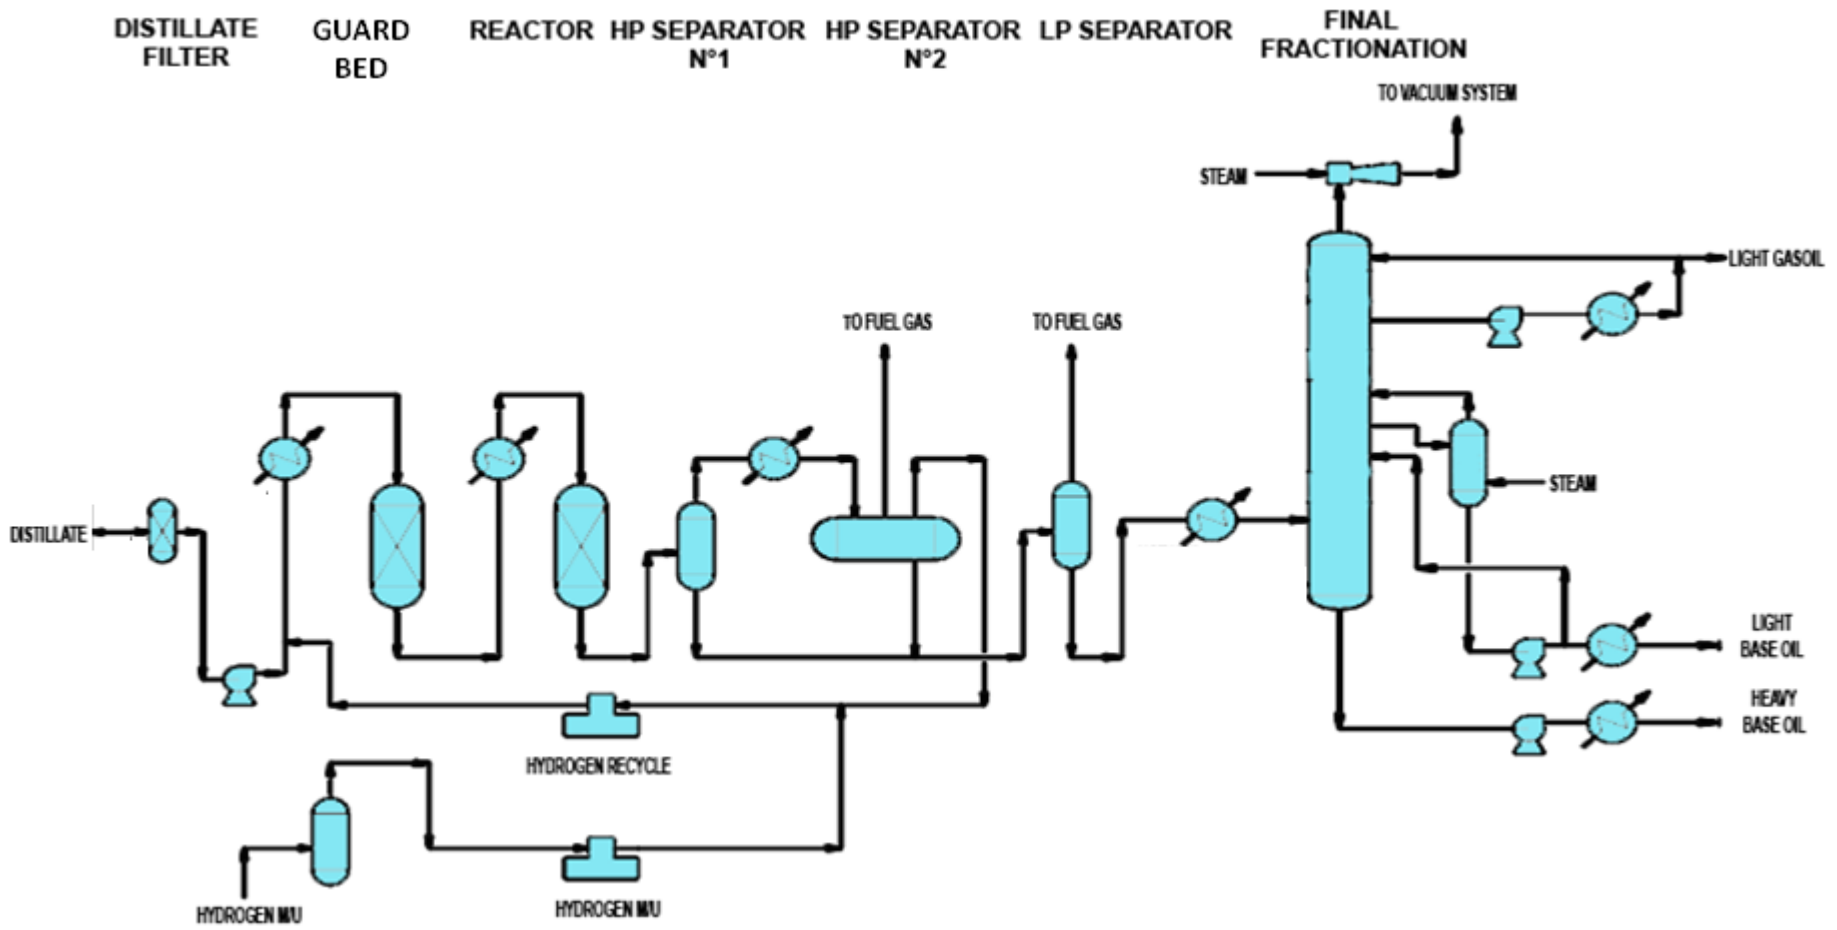 DISTILLATE
FILTER
GUARD
BED
REACTOR
HP SEPARATOR
N°1
HP SEPARATOR
N°2
LP SEPARATOR
FINAL
FRACTIONATION
TO VACUUM SYSTEM
STEAM
LIGHT GASOIL
TO FUEL GAS
TO FUEL GAS
STEAM
DISTILLATE
LIGHT
BASE OIL
HEAVY
BASE OIL
HYDROGEN RECYCLE
HYDROGEN M/U
HYDROGEN M/U